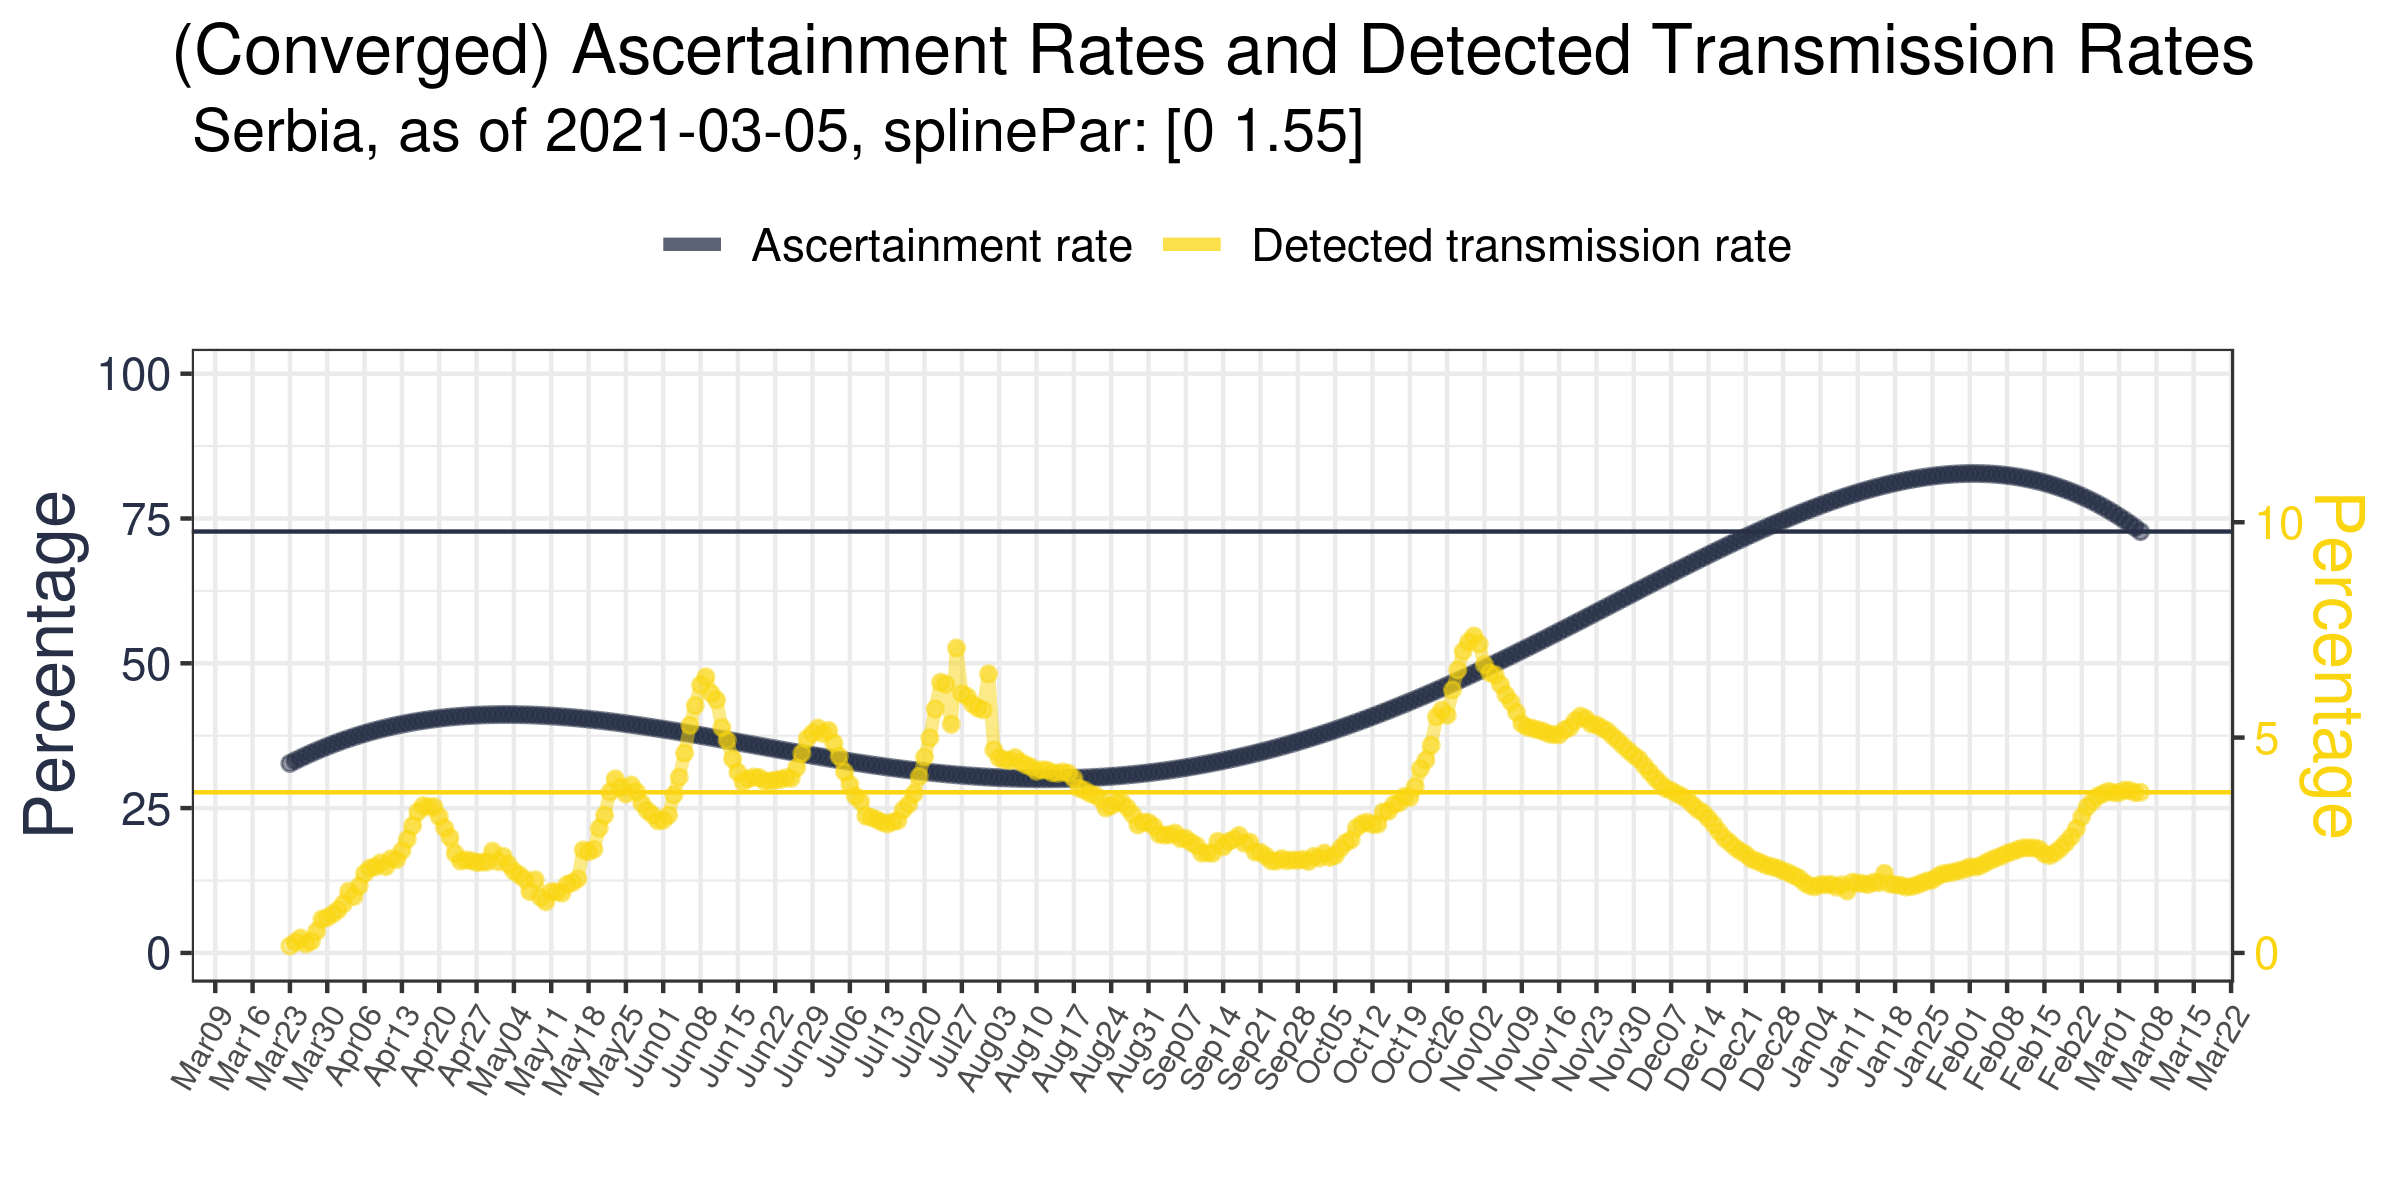 (Converged) Ascertainment Rates and Detected Transmission Rates
Serbia, as of 2021-03-05, splinePar: [0 1.55]
Ascertainment rate
Detected transmission rate
Percentage
100
75
50
25
0
10
5
0
Percentage
Mar09
Mar16
Mar23
Mar30
Apr06
Apr13
Apr20
Apr27
May04
May11
May18
May25
Jun01
Jun08
Jun15
Jun22
Jun29
Jul06
Jul13
Jul20
Jul27
Aug03
Aug10
Aug17
Aug24
Aug31
Sep07
Sep14
Sep21
Sep28
Oct05
Oct12
Oct19
Oct26
Nov02
Nov09
Nov16
Nov23
Nov30
Dec07
Dec14
Dec21
Dec28
Jan04
Jan11
Jan18
Jan25
Feb01
Feb08
Feb15
Feb22
Mar01
Mar08
Mar15
Mar22